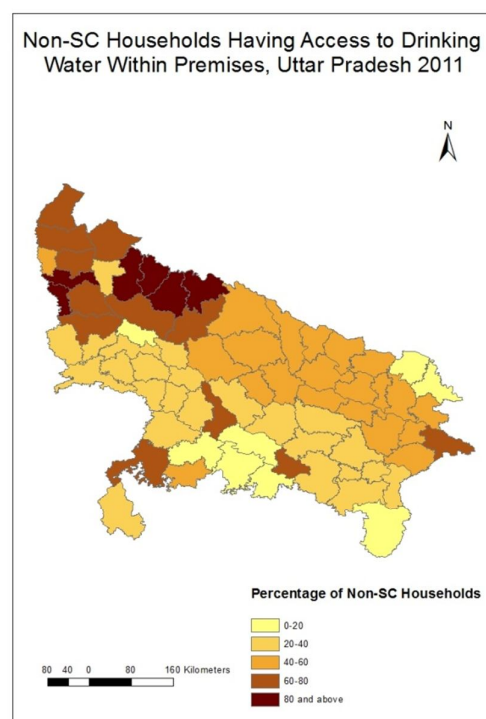 Non-SC Households Having Access to Drinking
Water Within Premises, Uttar Pradesh 2011
N
Percentage of Non-SC Households
0-20
20-40
40-60
60-80
80 and above
80 40 0 80 160 Kilometers